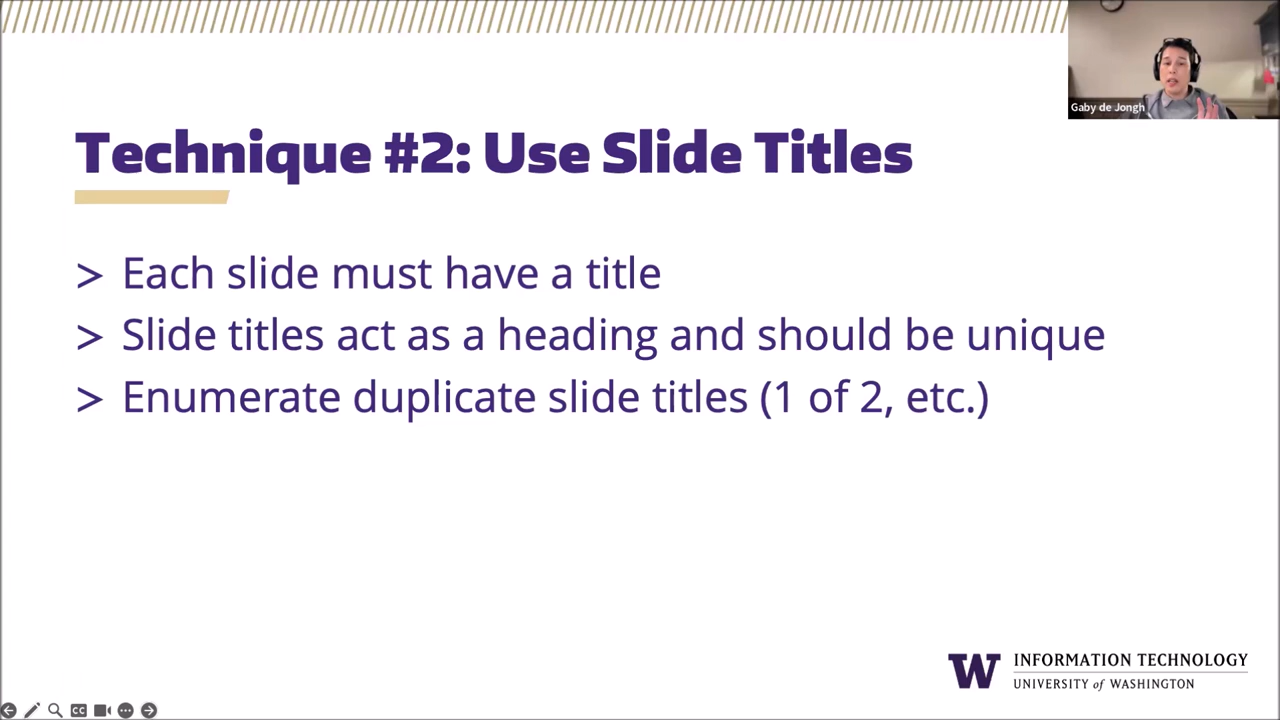 Gaby de Jongh
Technique #2: Use Slide Titles
> Each slide must have a title
> Slide titles act as a heading and should be unique
> Enumerate duplicate slide titles (1 of 2, etc.)
W INFORMATION TECHNOLOGY
UNIVERSITY of WASHINGTON
CC